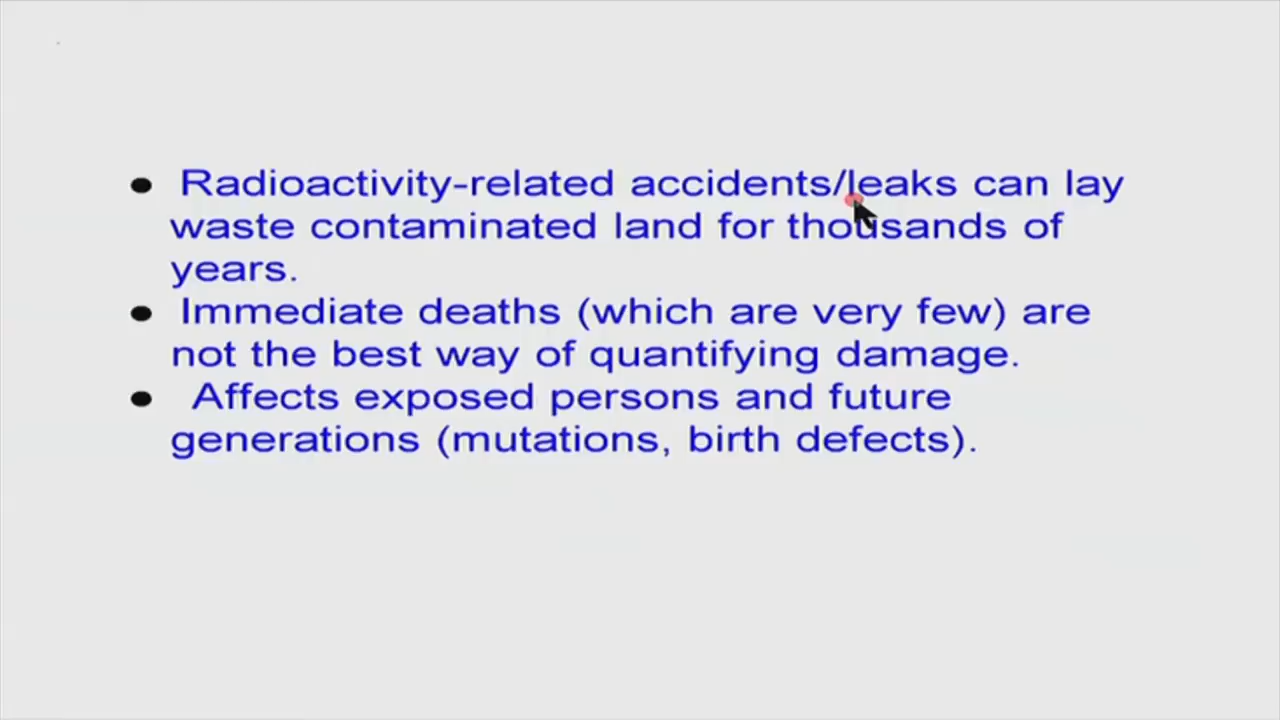 ● Radioactivity-related accidents/leaks can lay
waste contaminated land for thousands of
years.
● Immediate deaths (which are very few) are
not the best way of quantifying damage.
● Affects exposed persons and future
generations (mutations, birth defects).